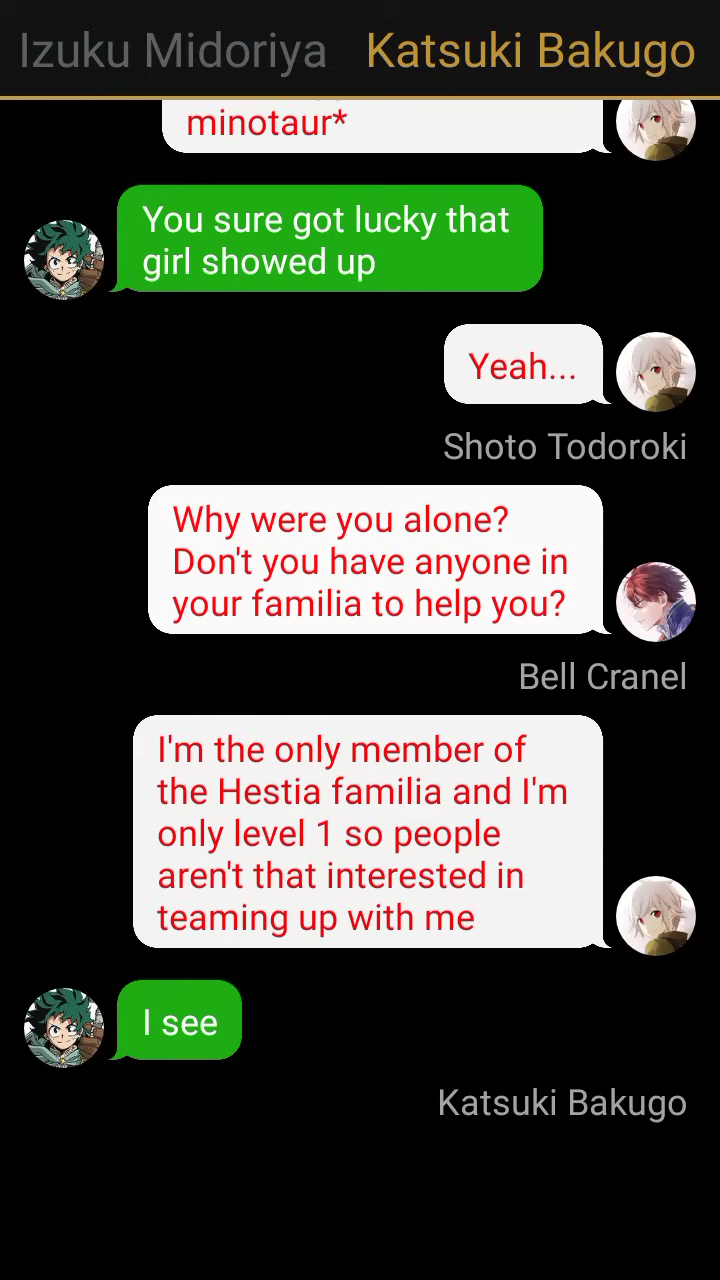 Izuku Midoriya Katsuki Bakugo
minotaur*
You sure got lucky that
girl showed up
Yeah...
Shoto Todoroki
Why were you alone?
Don't you have anyone in
your familia to help you?
Bell Cranel
I'm the only member of
the Hestia familia and I'm
only level 1 so people
aren't that interested in
teaming up with me
I see
Katsuki Bakugo